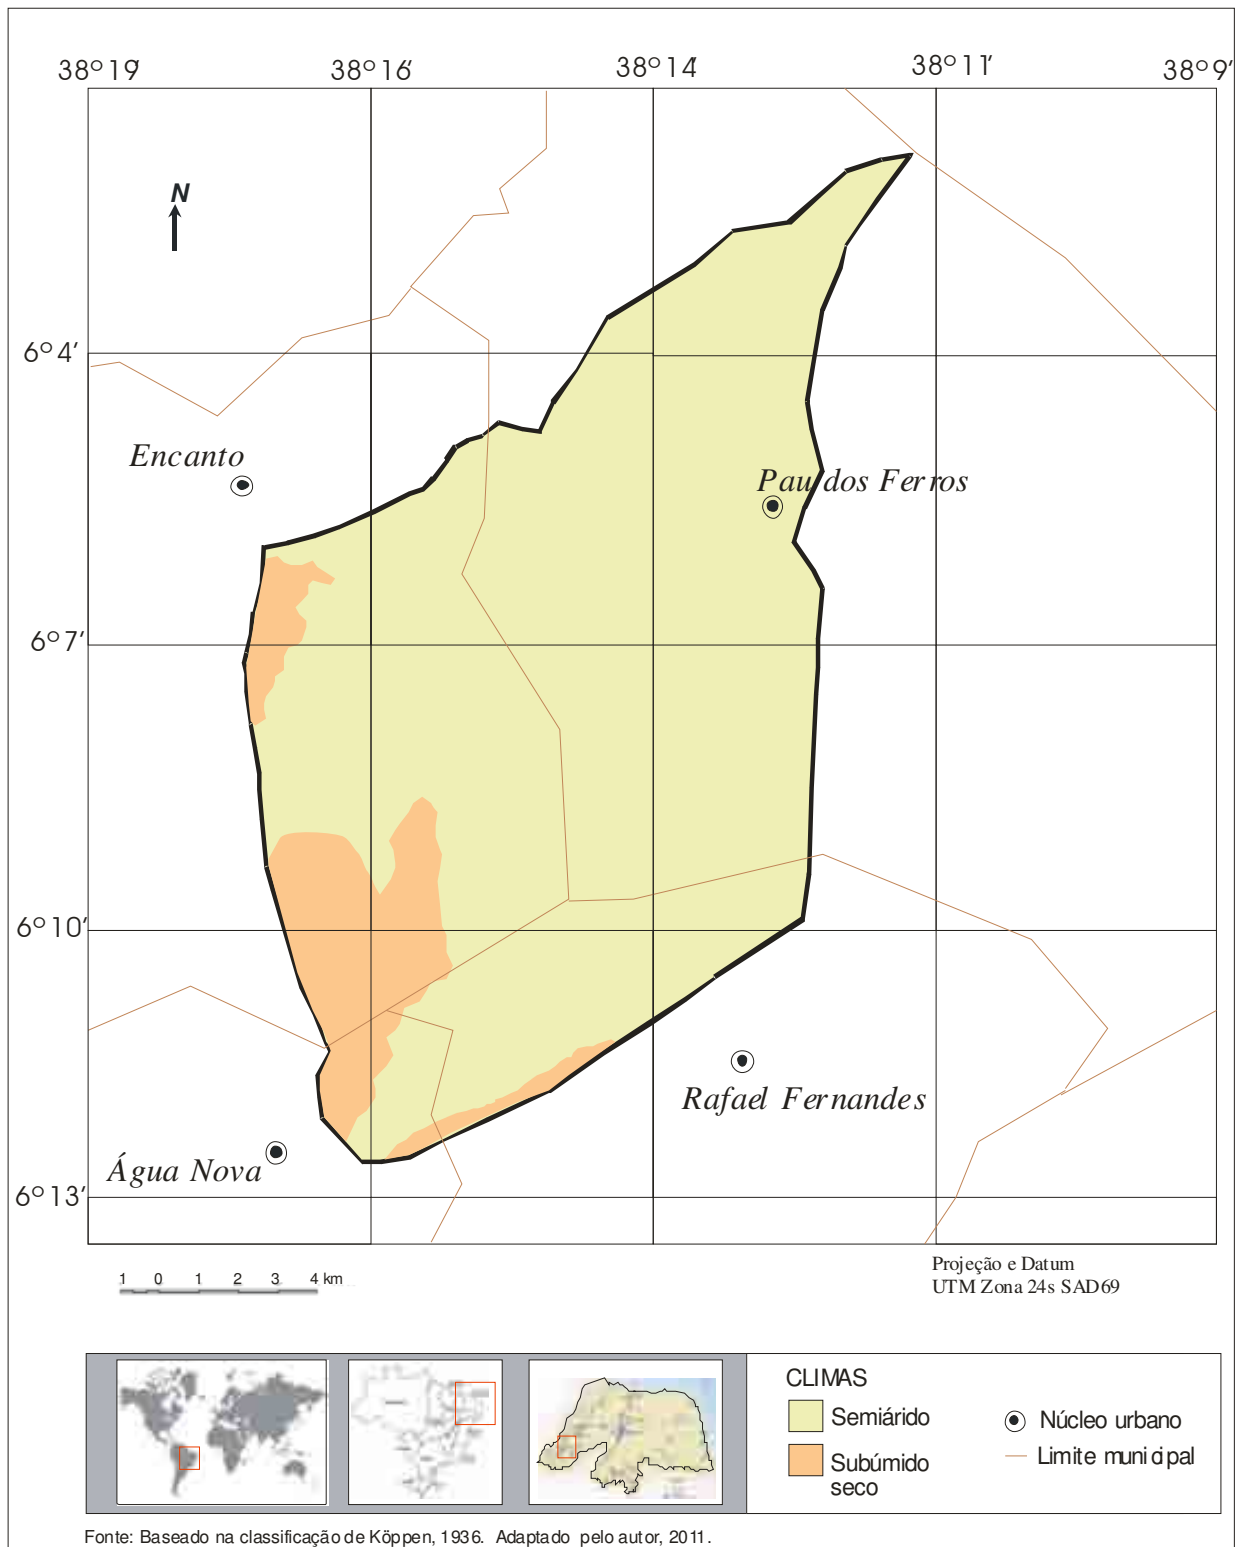 38°19
38°16'
38°14'
38°11'
38°9'
N
6°4'
Encanto
Pau dos Ferros
6°7'
6°10'
Rafael Fernandes
Água Nova
6°13'
1 0 1 2 3 4 km
Projeção e Datum
UTM Zona 24s SAD69
CLIMAS
Semiárido
Subúmido
seco
Núcleo urbano
Limite municipal
Fonte: Baseado na classificação de Köppen, 1936. Adaptado pelo autor, 2011.